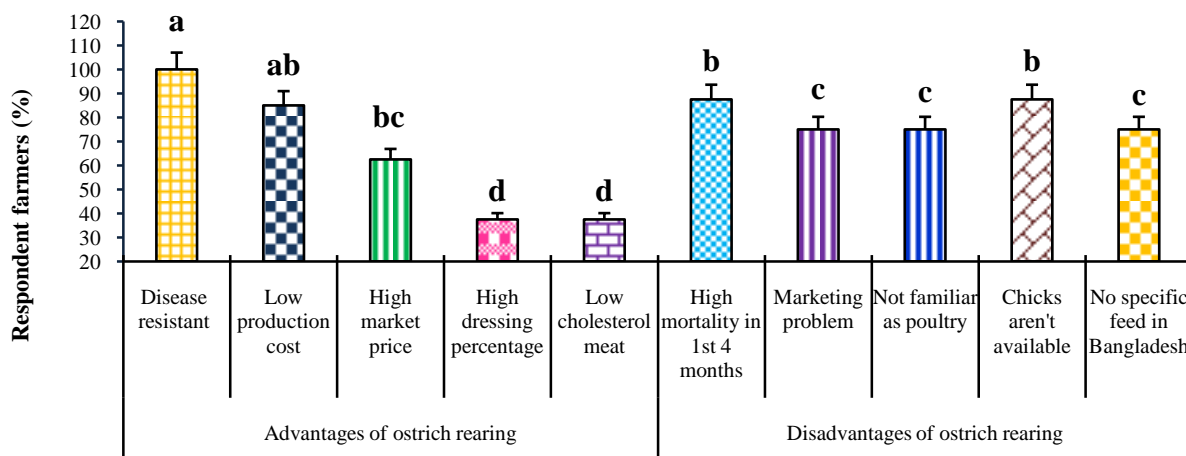 Respondent farmers (%)
120
110
100
90
80
70
60
50
40
30
20
a
ab
bc
d
d
b
c
c
b
c
Disease
resistant
Low
production
cost
High
market
price
High
dressing
percentage
Low
cholesterol
meat
High
mortality in
1st 4
months
Marketing
problem
Not familiar
as poultry
Chicks
aren't
available
No specific
feed in
Bangladesh
Advantages of ostrich rearing
Disadvantages of ostrich rearing